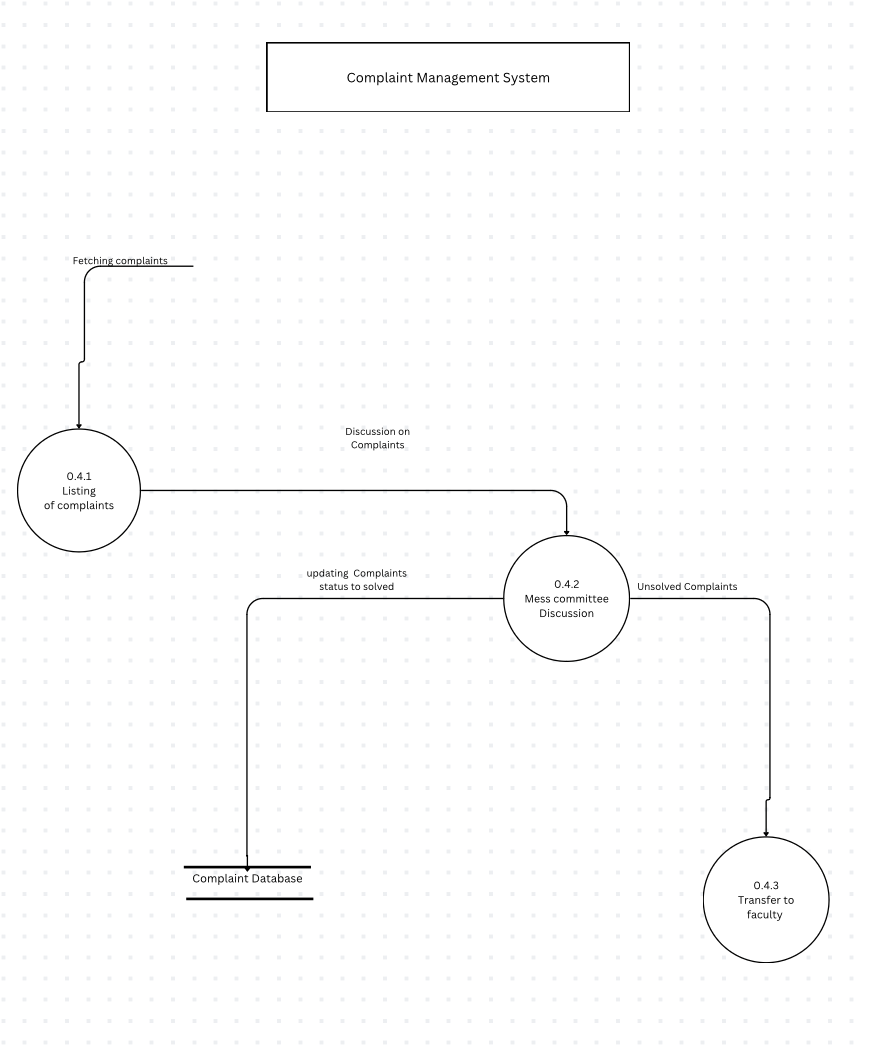 Complaint Management System
Fetching complaints
Discussion on
Complaints
0.4.1
Listing
of complaints
updating  Complaints
status to solved
0.4.2
Mess committee
Discussion
Unsolved Complaints
Complaint Database
0.4.3
Transfer to
faculty